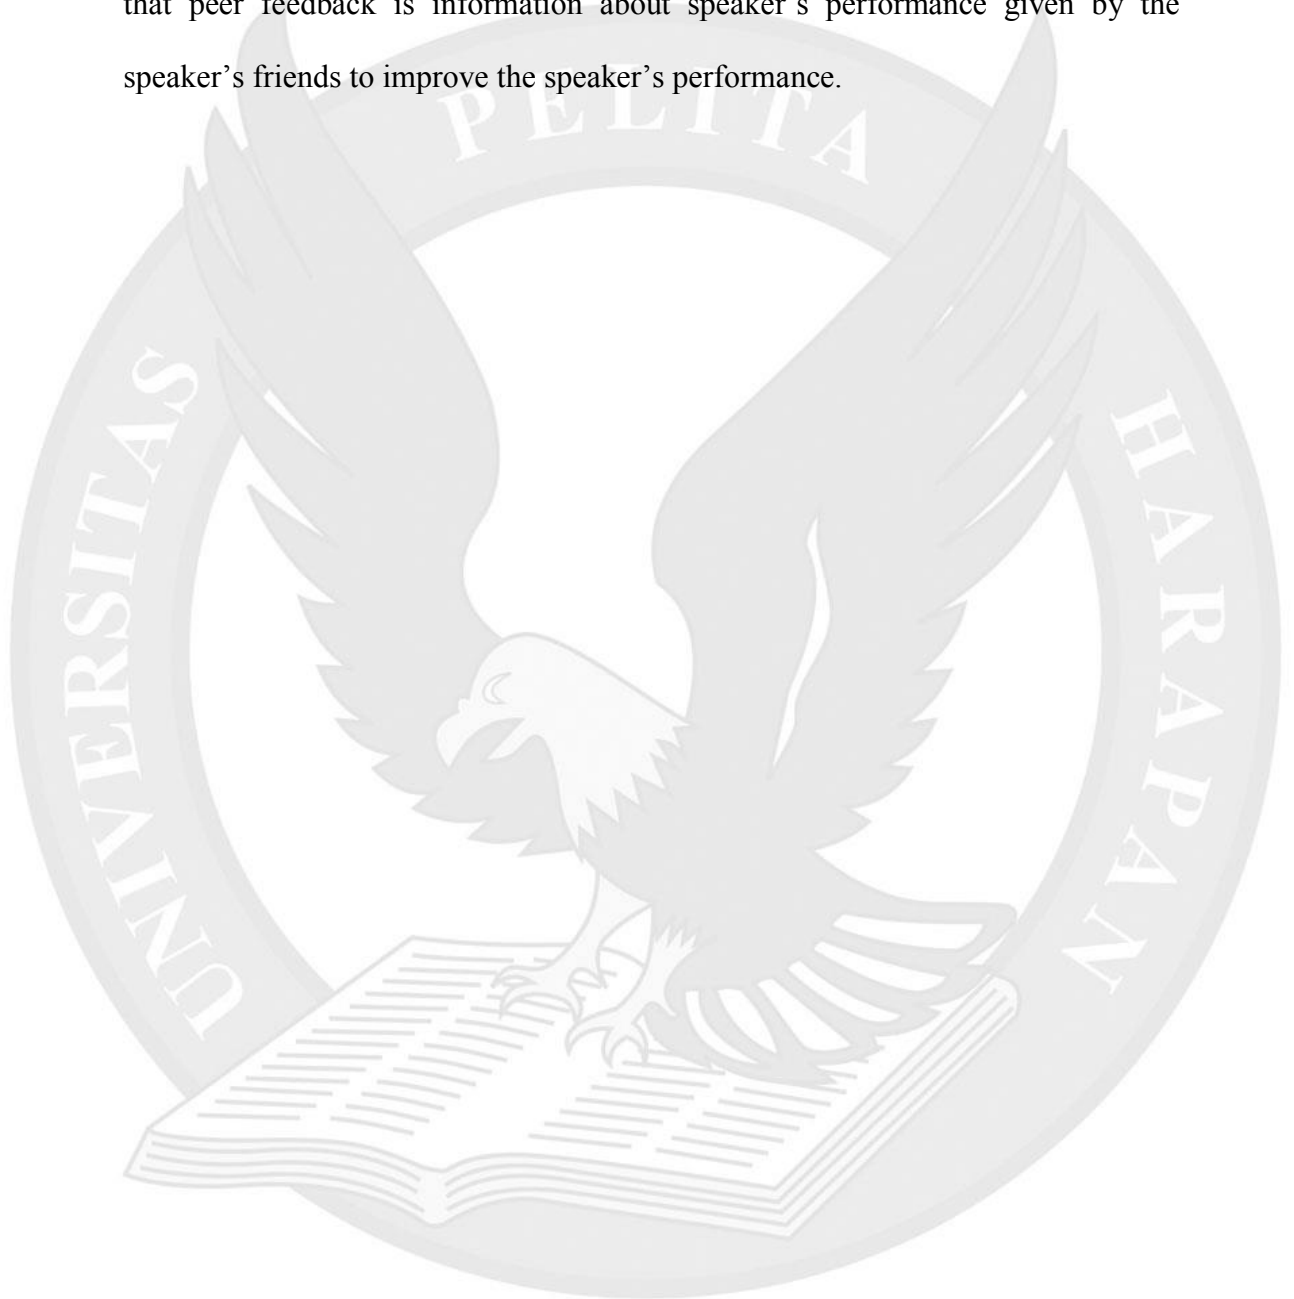 that peer feedback is information about speaker's performance given by the
speaker's friends to improve the speaker's performance.
UNIVERSITAS PELITA HARAPAN